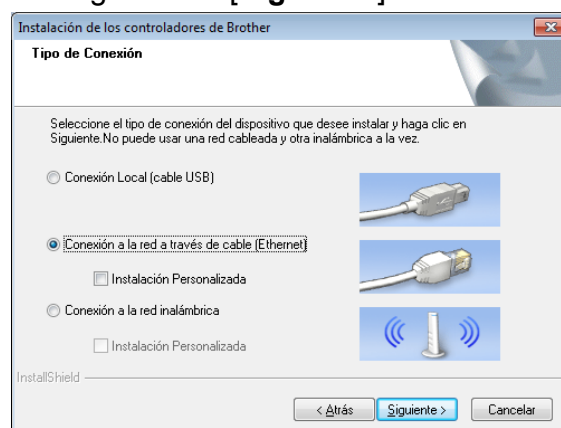 Instalación de los controladores de Brother
Tipo de Conexión
Seleccione el tipo de conexión del dispositivo que desee instalar y haga clic en
Siguiente.No puede usar una red cableada y otra inalámbrica a la vez.
Conexión Local (cable USB)
Conexión a la red a través de cable (Ethernet)
Instalación Personalizada
Conexión a la red inalámbrica
Instalación Personalizada
InstallShield
< Atrás Siguiente > Cancelar